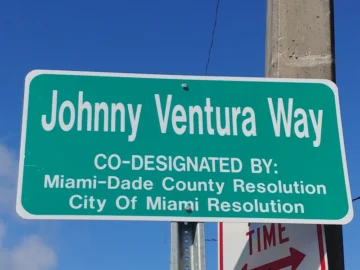 Johnny Ventura Way
CO-DESIGNATED BY:
Miami-Dade County Resolution
City Of Miami Resolution
TIME